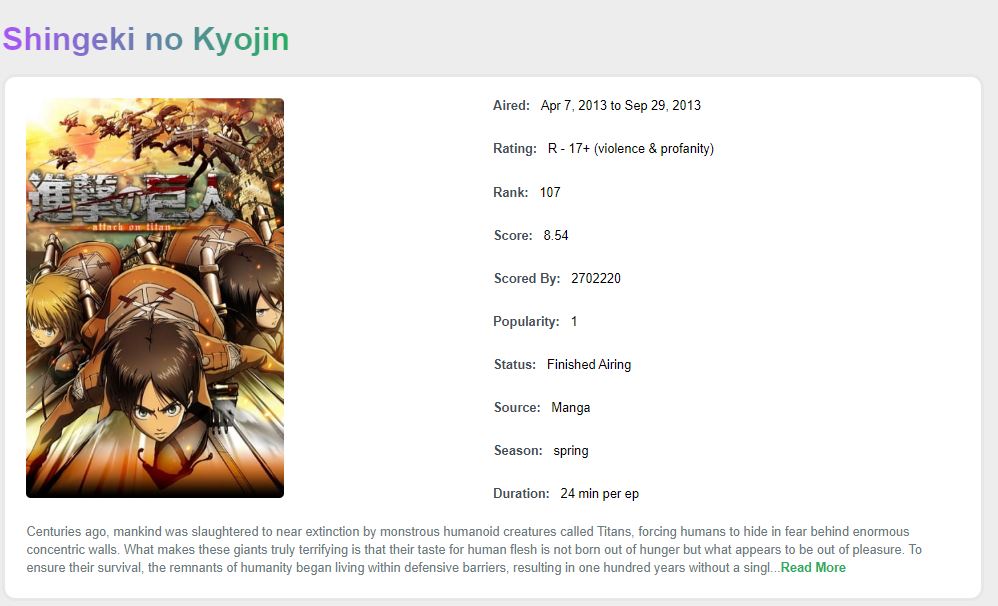 Shingeki no Kyojin
進撃の巨人
attack on titan
Aired: Apr 7, 2013 to Sep 29, 2013
Rating: R - 17+ (violence & profanity)
Rank: 107
Score: 8.54
Scored By: 2702220
Popularity: 1
Status: Finished Airing
Source: Manga
Season: spring
Duration: 24 min per ep
Centuries ago, mankind was slaughtered to near extinction by monstrous humanoid creatures called Titans, forcing humans to hide in fear behind enormous
concentric walls. What makes these giants truly terrifying is that their taste for human flesh is not born out of hunger but what appears to be out of pleasure. To
ensure their survival, the remnants of humanity began living within defensive barriers, resulting in one hundred years without a singl...Read More